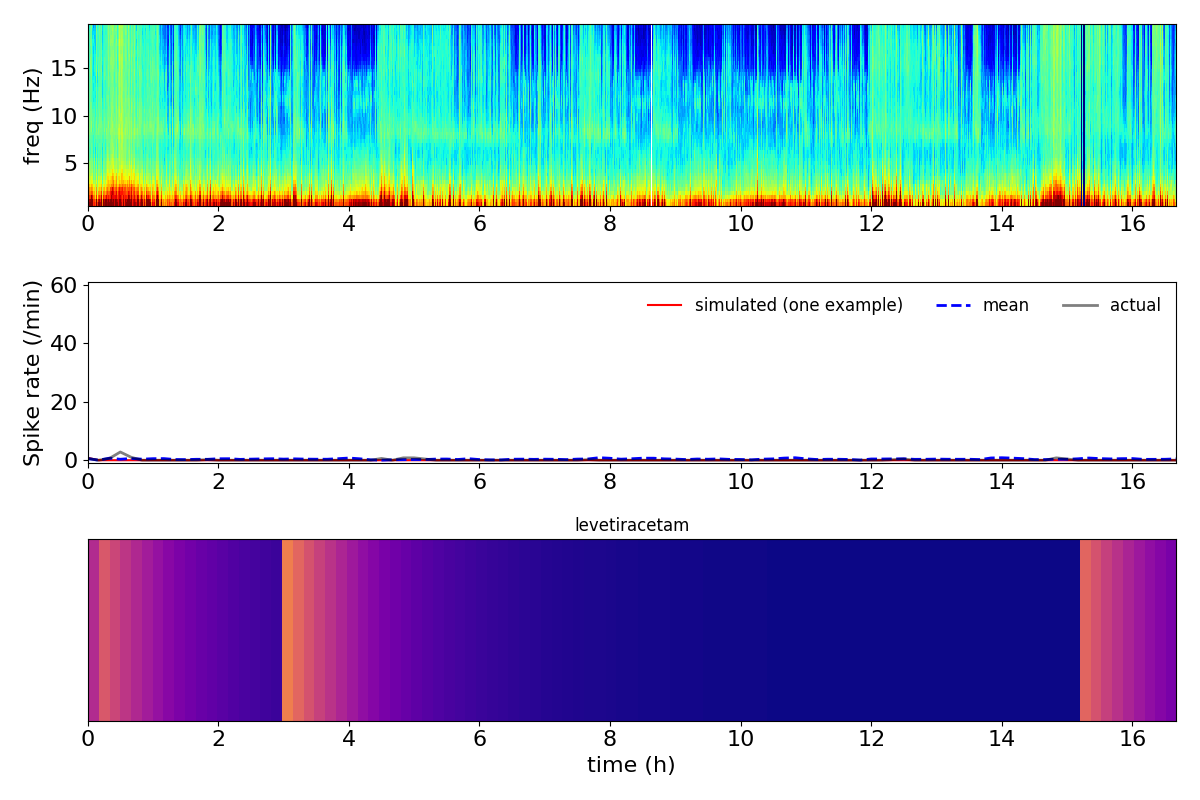 freq (Hz)
15
10
5
0 2 4 6 8 10 12 14 16
Spike rate (/min)
60
40
20
0
simulated (one example) mean actual
0 2 4 6 8 10 12 14 16
levetiracetam
0 2 4 6 8 10 12 14 16
time (h)